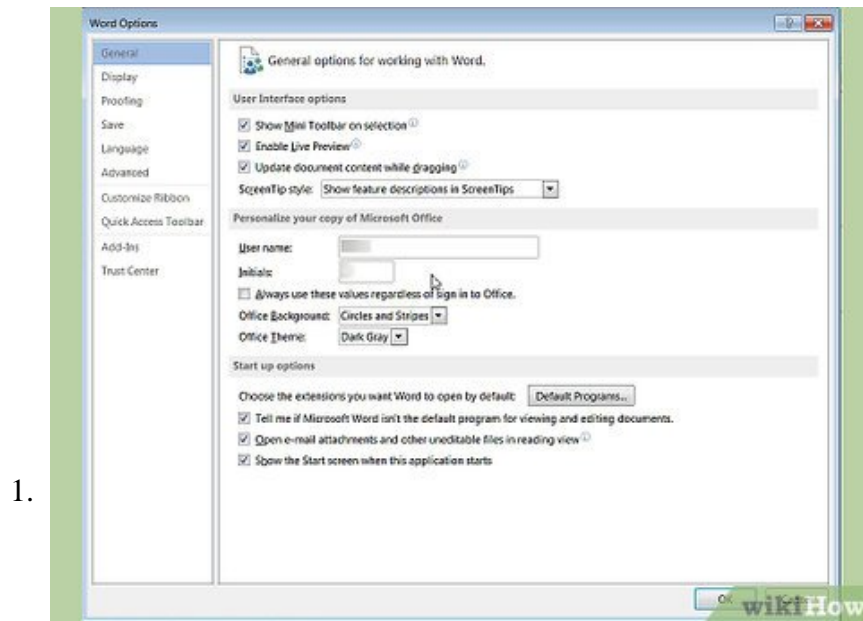 Word Options
General
Display
Proofing
Save
Language
Advanced
Customize Ribbon
Quick Access Toolbar
Add-Ins
Trust Center
General options for working with Word.
User Interface options
Show Mini Toolbar on selection
Enable Live Preview
Update document content while dragging
ScreenTip style: Show feature descriptions in ScreenTips
Personalize your copy of Microsoft Office
User name:
Initials:
Always use these values regardless of sign in to Office.
Office Background: Circles and Stripes
Office Theme: Dark Gray
Start up options
Choose the extensions you want Word to open by default: Default Programs...
Tell me if Microsoft Word isn't the default program for viewing and editing documents.
Open e-mail attachments and other uneditable files in reading view
Show the Start screen when this application starts
1.
OK
wikiHow